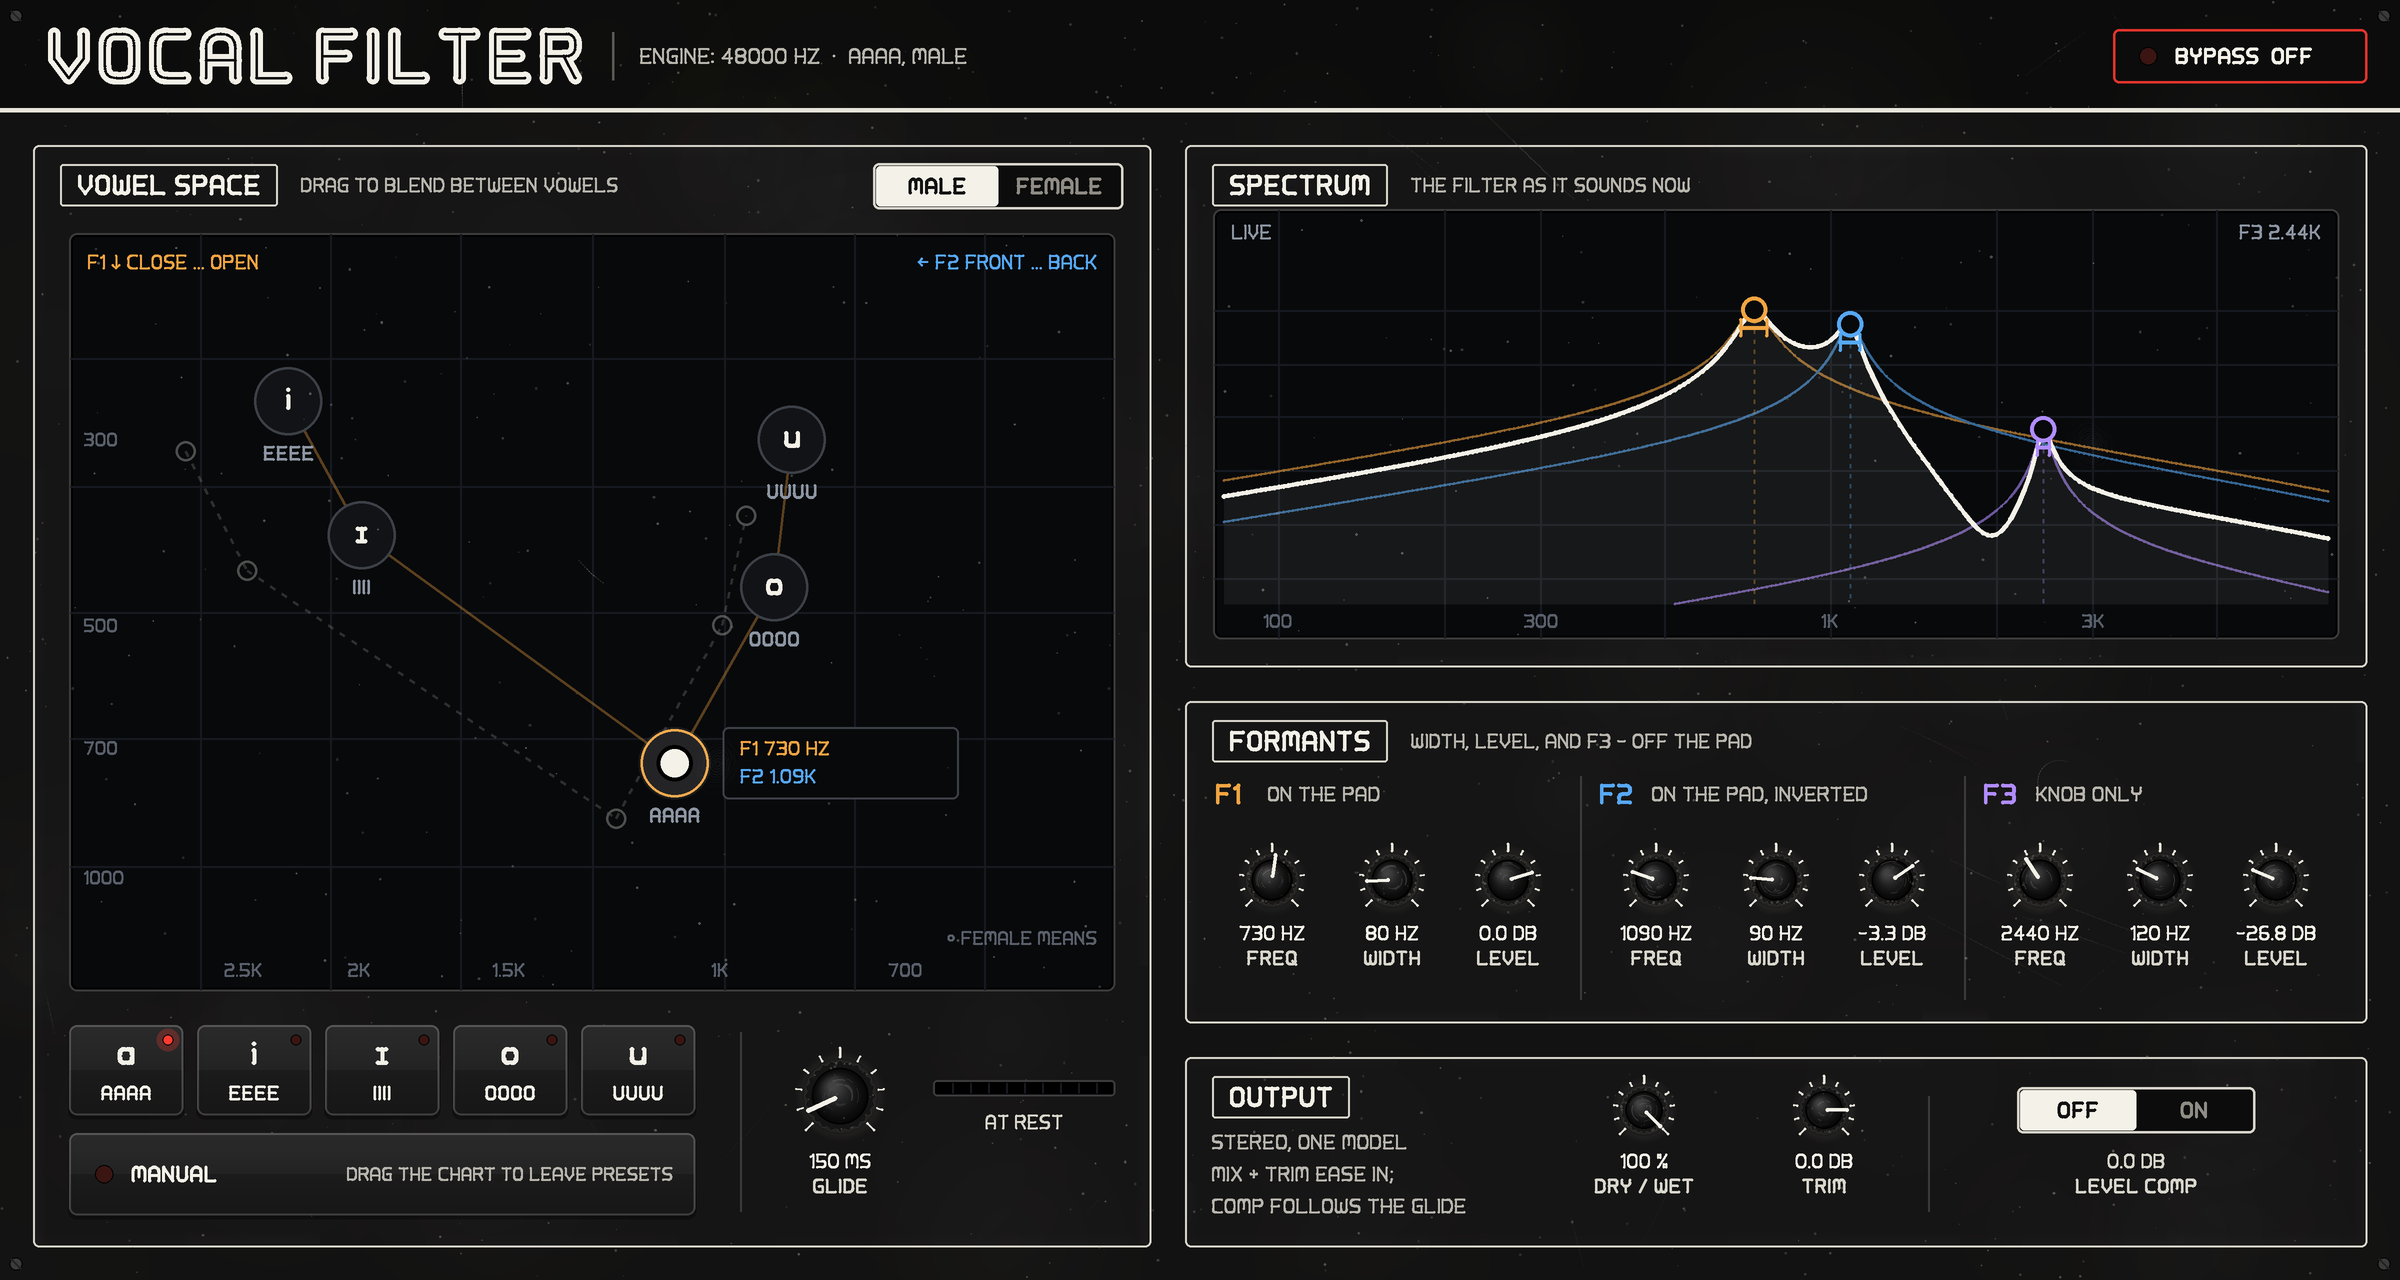 VOCAL FILTER
ENGINE: 48000 HZ · AAAA, MALE
BYPASS OFF
VOWEL SPACE
DRAG TO BLEND BETWEEN VOWELS
MALE FEMALE
F1 ↓ CLOSE ... OPEN
← F2 FRONT ... BACK
i
EEEE
I
IIII
u
UUUU
o
OOOO
AAAA
F1 730 HZ
F2 1.09K
300
500
700
1000
FEMALE MEANS
2.5K 2K 1.5K 1K 700
a
AAAA
i
EEEE
I
IIII
o
OOOO
u
UUUU
MANUAL
DRAG THE CHART TO LEAVE PRESETS
150 MS
GLIDE
AT REST
SPECTRUM
THE FILTER AS IT SOUNDS NOW
LIVE
F3 2.44K
100 300 1K 3K
FORMANTS
WIDTH, LEVEL, AND F3 - OFF THE PAD
F1 ON THE PAD
730 HZ
FREQ
80 HZ
WIDTH
0.0 DB
LEVEL
F2 ON THE PAD, INVERTED
1090 HZ
FREQ
90 HZ
WIDTH
-3.3 DB
LEVEL
F3 KNOB ONLY
2440 HZ
FREQ
120 HZ
WIDTH
-26.8 DB
LEVEL
OUTPUT
STEREO, ONE MODEL
MIX + TRIM EASE IN;
COMP FOLLOWS THE GLIDE
100 %
DRY / WET
0.0 DB
TRIM
OFF ON
0.0 DB
LEVEL COMP